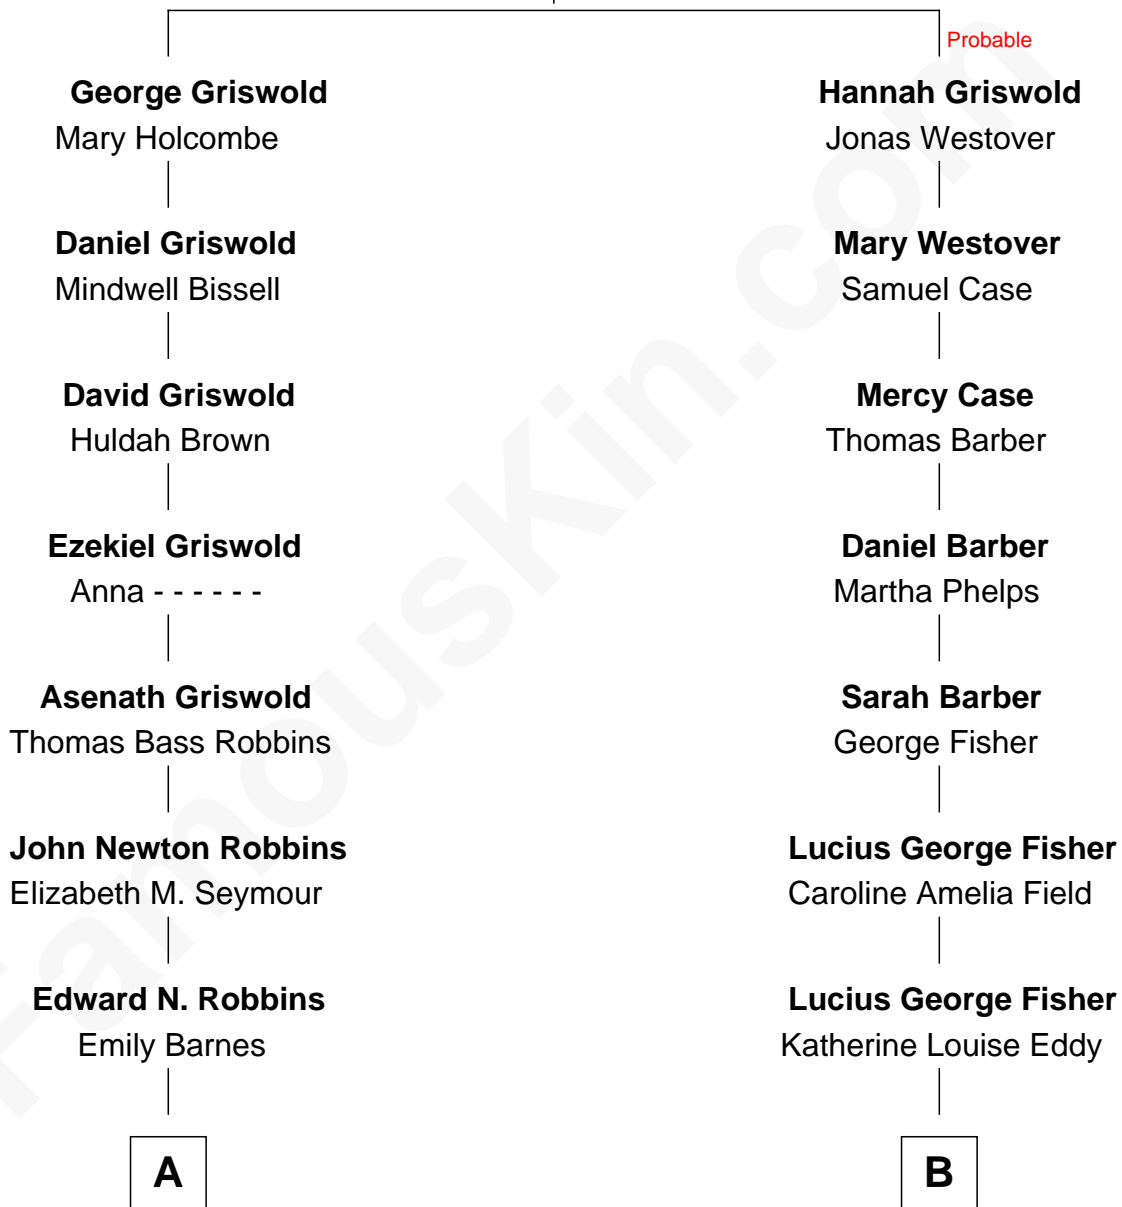 Probable
George Griswold
Mary Holcombe
Hannah Griswold
Jonas Westover
Daniel Griswold
Mindwell Bissell
Mary Westover
Samuel Case
David Griswold
Huldah Brown
Mercy Case
Thomas Barber
Ezekiel Griswold
Anna - - - - - -
Daniel Barber
Martha Phelps
Asenath Griswold
Thomas Bass Robbins
Sarah Barber
George Fisher
John Newton Robbins
Elizabeth M. Seymour
Lucius George Fisher
Caroline Amelia Field
Edward N. Robbins
Emily Barnes
Lucius George Fisher
Katherine Louise Eddy
A
B
FamousKin.com